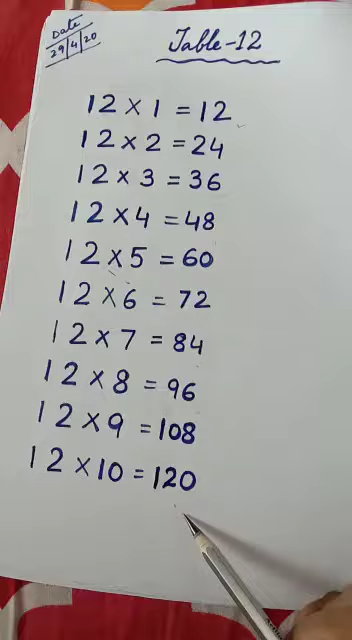 Date
29/4/20
Table-12
12 × 1 = 12
12 × 2 = 24
12 × 3 = 36
12 × 4 = 48
12 × 5 = 60
12 × 6 = 72
12 × 7 = 84
12 × 8 = 96
12 × 9 = 108
12 × 10 = 120